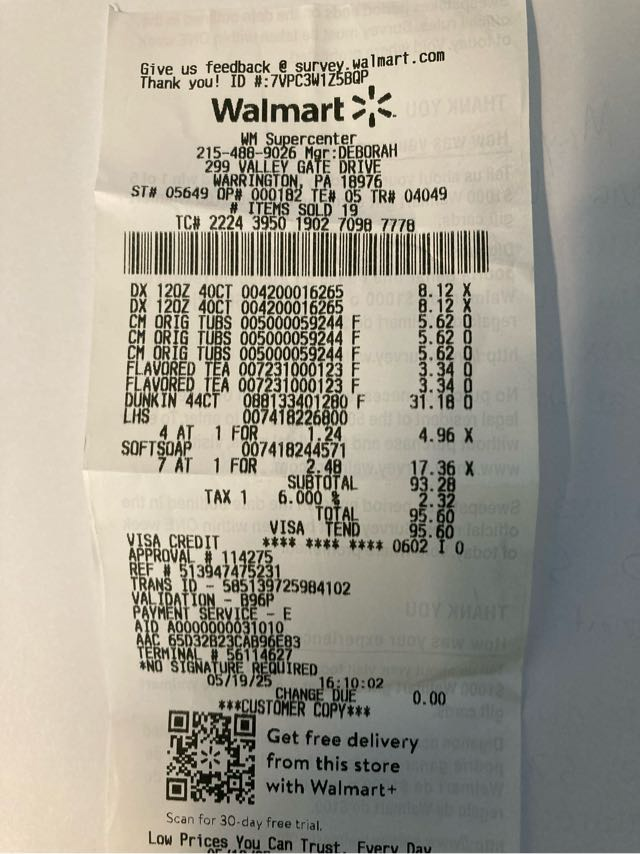 Give us feedback @ survey.walmart.com
Thank you! ID #:7VPC3W1Z5BQP
Walmart
WM Supercenter
215-488-9026 Mgr:DEBORAH
299 VALLEY GATE DRIVE
WARRINGTON, PA 18976
ST# 05649 OP# 000182 TE# 05 TR# 04049
# ITEMS SOLD 19
TC# 2224 3950 1902 7098 7778
DX 12OZ 40CT 004200016265 8.12 X
DX 12OZ 40CT 004200016265 8.12 X
CM ORIG TUBS 005000059244 F 5.62 O
CM ORIG TUBS 005000059244 F 5.62 O
CM ORIG TUBS 005000059244 F 5.62 O
FLAVORED TEA 007231000123 F 3.34 O
FLAVORED TEA 007231000123 F 3.34 O
DUNKIN 44CT 088133401280 F 31.18 O
LHS 007418226800
4 AT 1 FOR 1.24 4.96 X
SOFTSOAP 007418244571
7 AT 1 FOR 2.48 17.36 X
SUBTOTAL 93.28
TAX 1 6.000 % 2.32
TOTAL 95.60
VISA TEND 95.60
VISA CREDIT **** **** **** 0602 I 0
APPROVAL # 114275
REF # 513947475231
TRANS ID - 585139725984102
VALIDATION - B96P
PAYMENT SERVICE - E
AID A0000000031010
AAC 65D32B23CAB96E83
TERMINAL # 56114627
*NO SIGNATURE REQUIRED
05/19/25 16:10:02
CHANGE DUE 0.00
***CUSTOMER COPY***
Get free delivery
from this store
with Walmart+
Scan for 30-day free trial.
Low Prices You Can Trust. Every Day